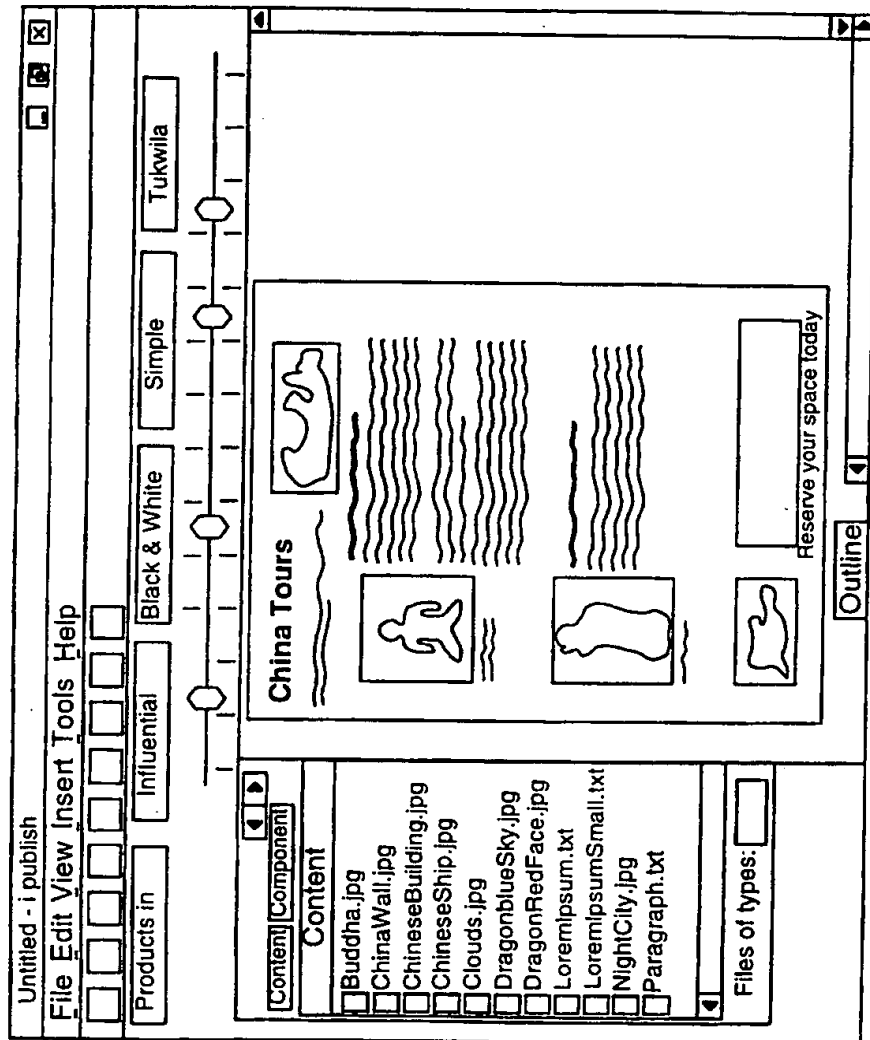 Untitled - i publish
File Edit View Insert Tools Help
Products in
Influential
Black & White
Simple
Tukwila
Content
Component
Content
Buddha.jpg
ChinaWall.jpg
ChineseBuilding.jpg
ChineseShip.jpg
Clouds.jpg
DragonblueSky.jpg
DragonRedFace.jpg
LoremIpsum.txt
LoremIpsumSmall.txt
NightCity.jpg
Paragraph.txt
Files of types:
China Tours
Reserve your space today
Outline